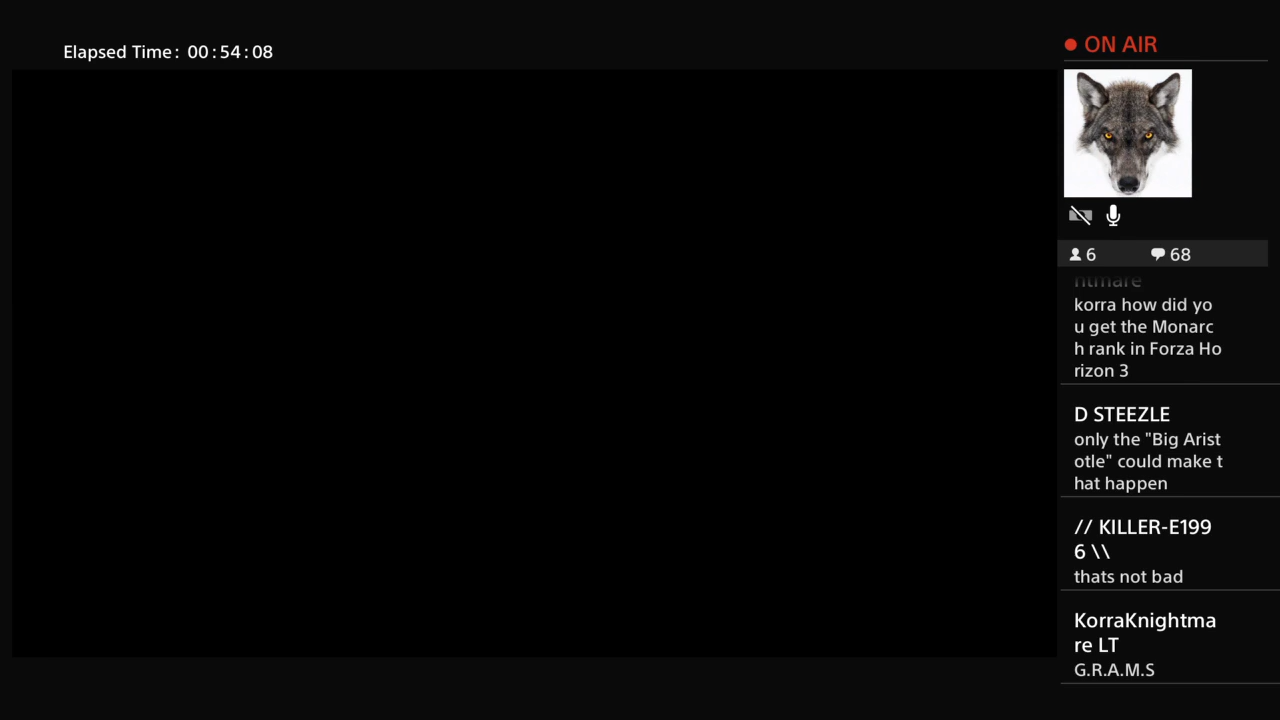 Elapsed Time: 00:54:08
ON AIR
6 68
ntmare
korra how did yo
u get the Monarc
h rank in Forza Ho
rizon 3
D STEEZLE
only the "Big Arist
otle" could make t
hat happen
// KILLER-E199
6 \\
thats not bad
KorraKnightma
re LT
G.R.A.M.S